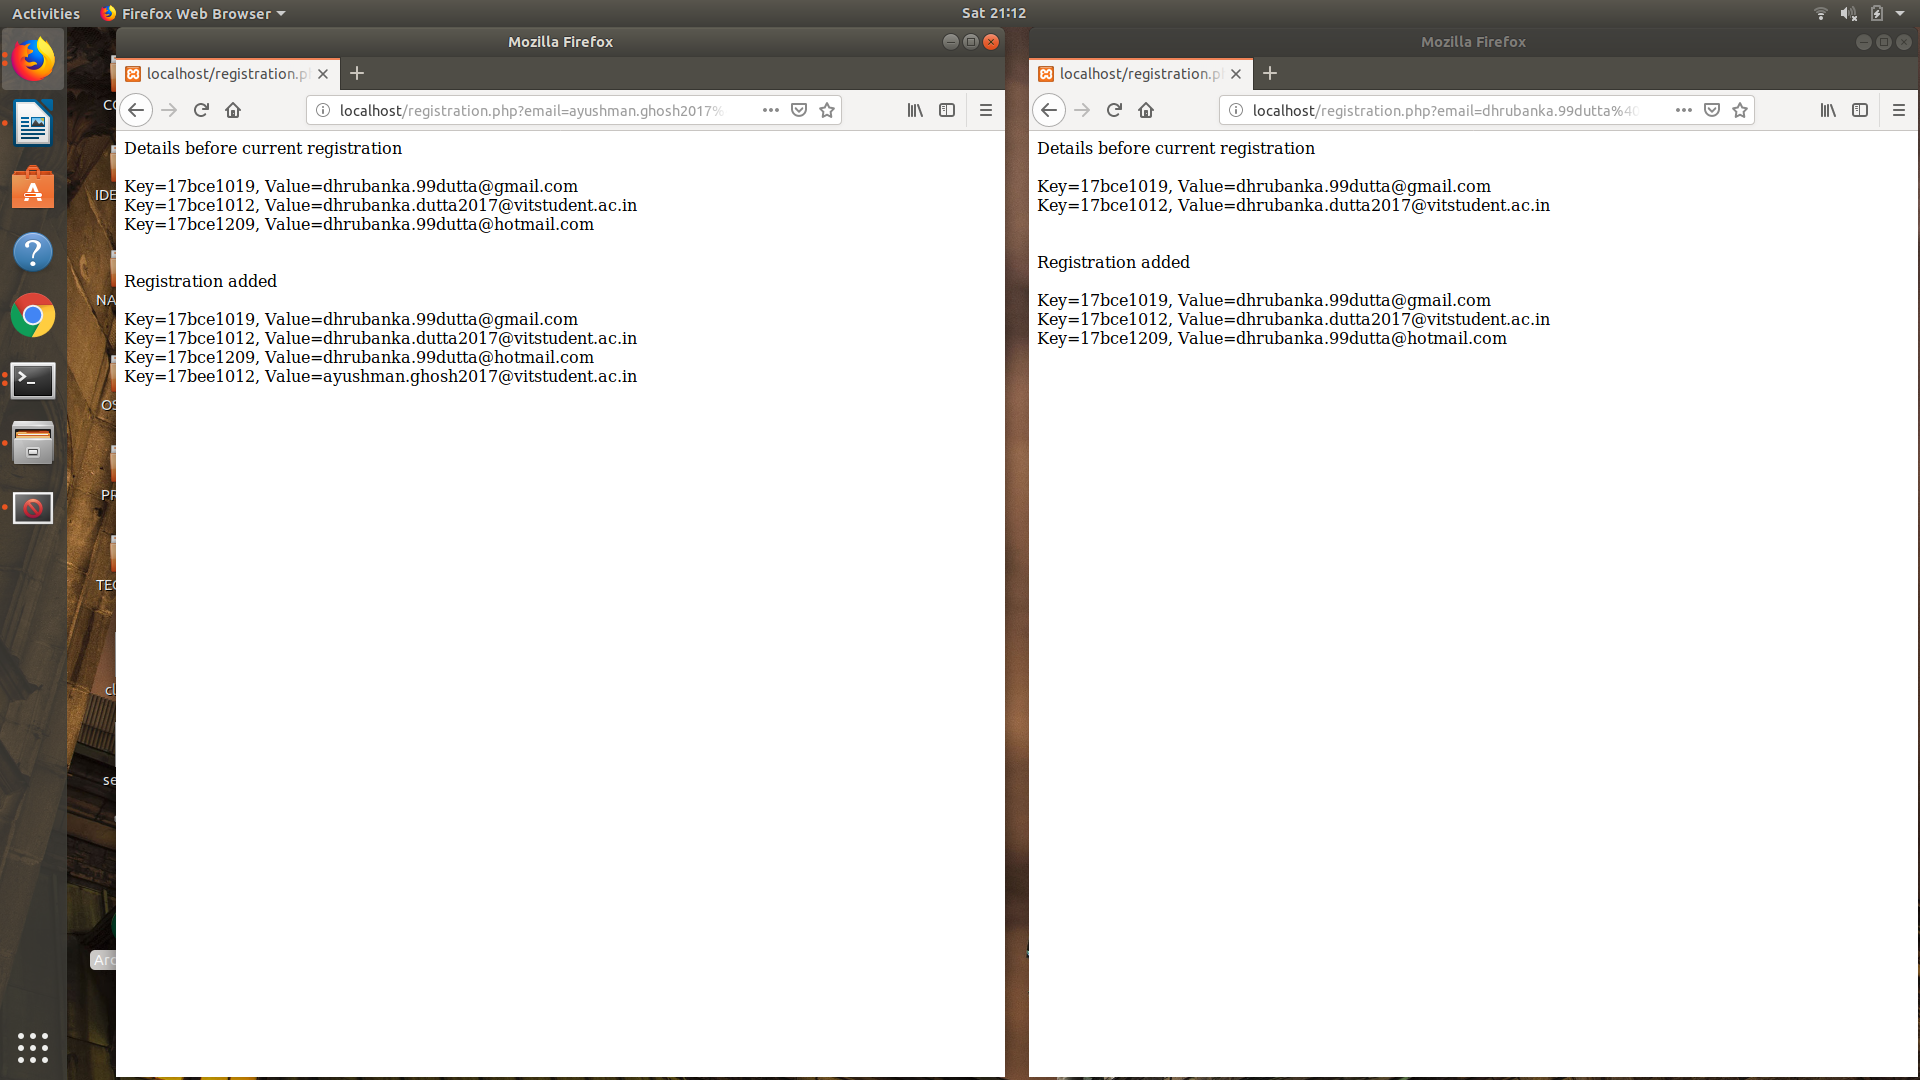 Activities
Firefox Web Browser
Sat 21:12
Mozilla Firefox
localhost/registration.p
localhost/registration.php?email=ayushman.ghosh2017%
Details before current registration
Key=17bce1019, Value=dhrubanka.99dutta@gmail.com
Key=17bce1012, Value=dhrubanka.dutta2017@vitstudent.ac.in
Key=17bce1209, Value=dhrubanka.99dutta@hotmail.com
Registration added
Key=17bce1019, Value=dhrubanka.99dutta@gmail.com
Key=17bce1012, Value=dhrubanka.dutta2017@vitstudent.ac.in
Key=17bce1209, Value=dhrubanka.99dutta@hotmail.com
Key=17bee1012, Value=ayushman.ghosh2017@vitstudent.ac.in
Mozilla Firefox
localhost/registration.p
localhost/registration.php?email=dhrubanka.99dutta%40
Details before current registration
Key=17bce1019, Value=dhrubanka.99dutta@gmail.com
Key=17bce1012, Value=dhrubanka.dutta2017@vitstudent.ac.in
Registration added
Key=17bce1019, Value=dhrubanka.99dutta@gmail.com
Key=17bce1012, Value=dhrubanka.dutta2017@vitstudent.ac.in
Key=17bce1209, Value=dhrubanka.99dutta@hotmail.com